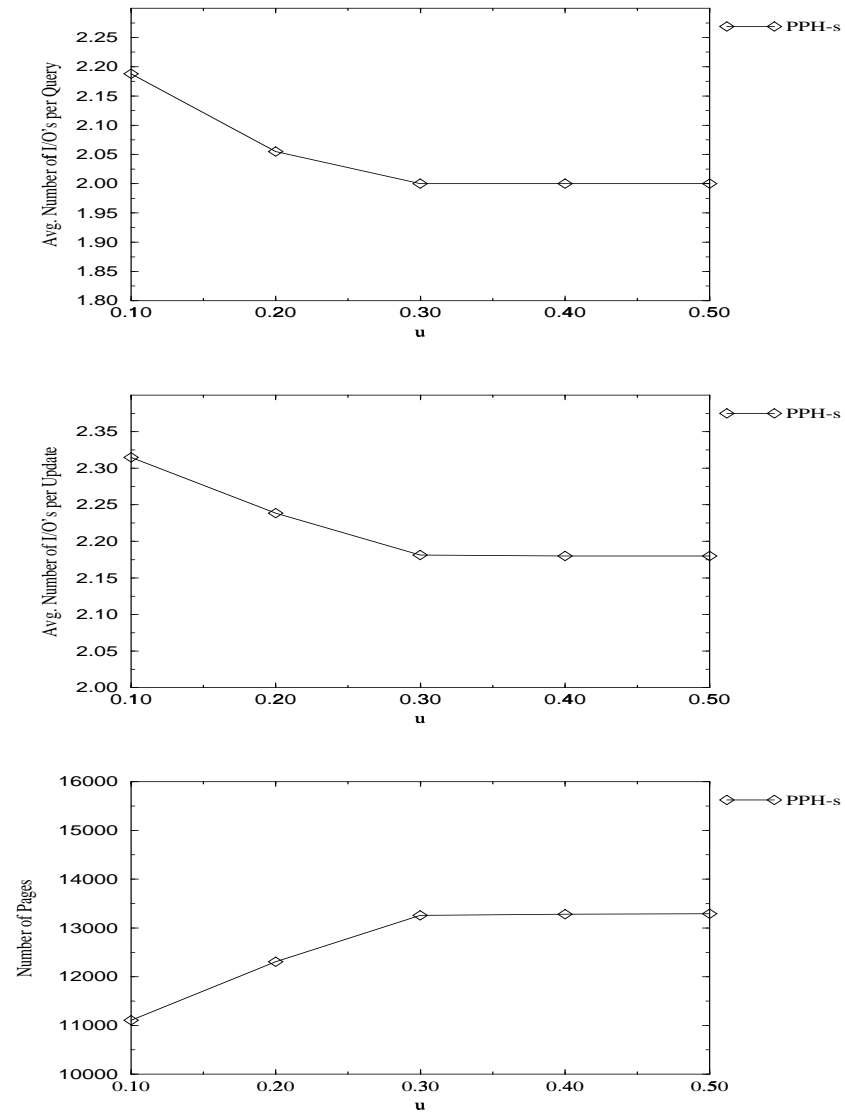 PPH-s
Avg. Number of I/O's per Query
2.25
2.20
2.15
2.10
2.05
2.00
1.95
1.90
1.85
1.80
0.10 0.20 0.30 0.40 0.50
u
PPH-s
Avg. Number of I/O's per Update
2.35
2.30
2.25
2.20
2.15
2.10
2.05
2.00
0.10 0.20 0.30 0.40 0.50
u
PPH-s
Number of Pages
16000
15000
14000
13000
12000
11000
10000
0.10 0.20 0.30 0.40 0.50
u